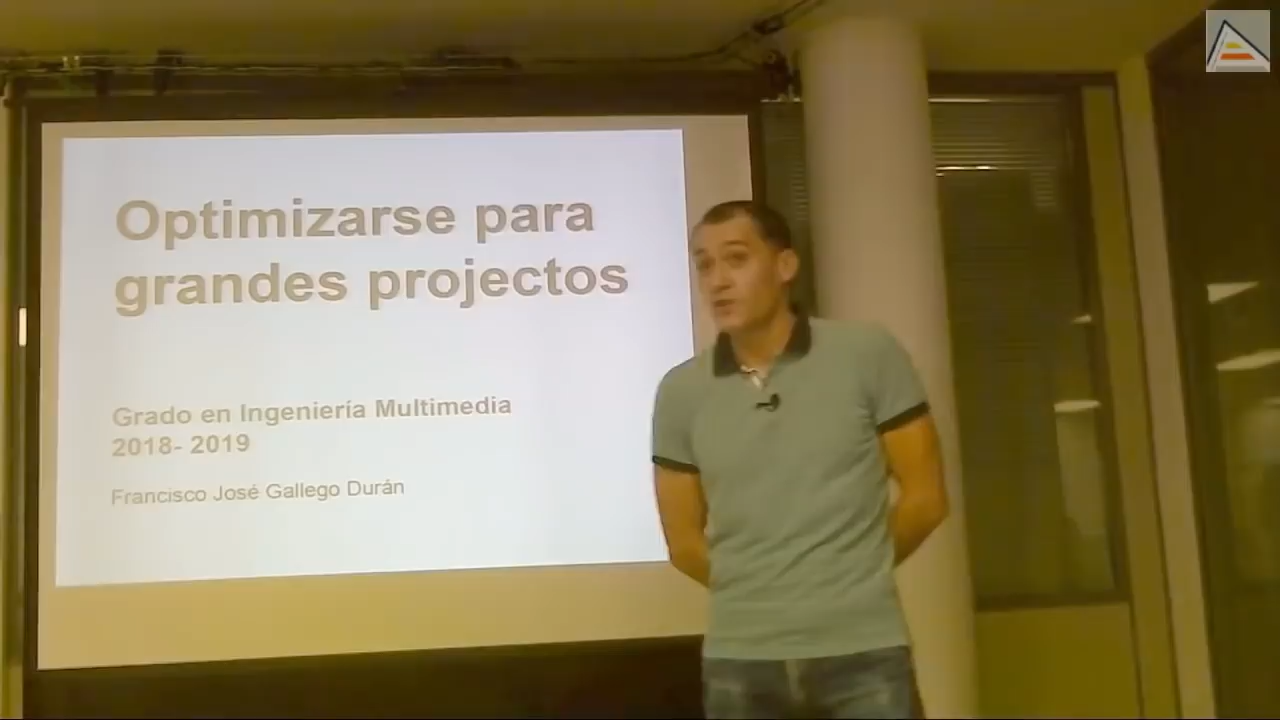 Optimizarse para
grandes projectos
Grado en Ingeniería Multimedia
2018- 2019
Francisco José Gallego Durán